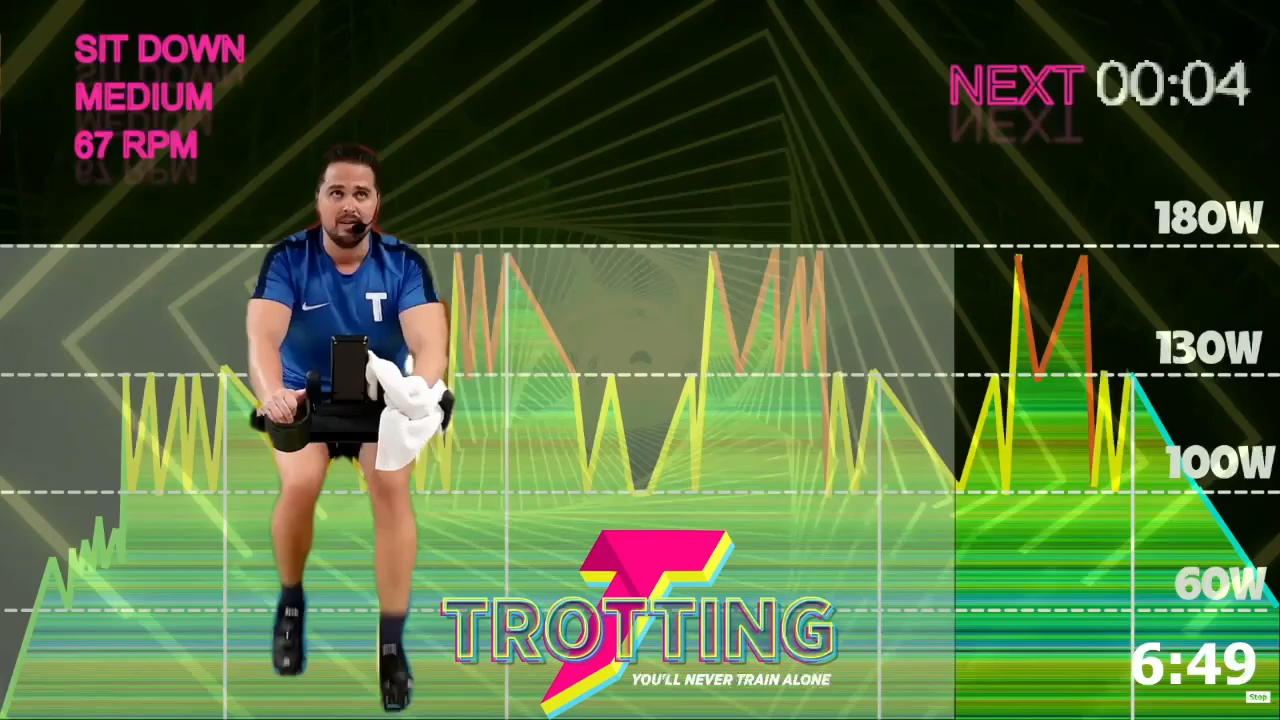 SIT DOWN
MEDIUM
67 RPM
NEXT 00:04
180W
130W
100W
60W
T
TROTTING
YOU'LL NEVER TRAIN ALONE
6:49
Stop